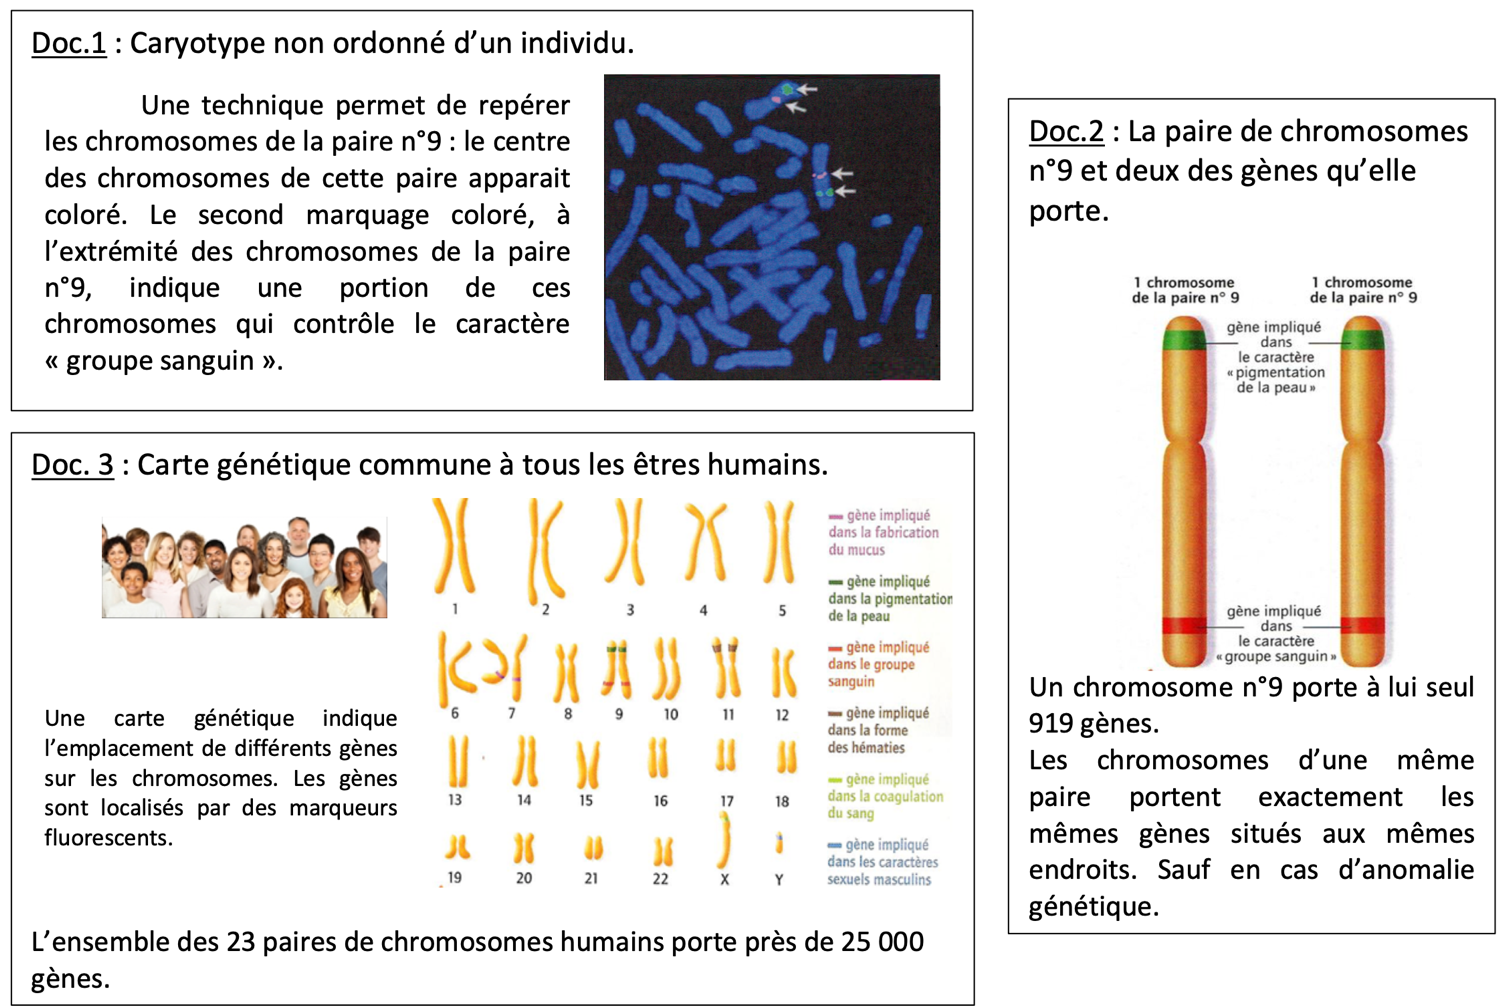 Doc.1 : Caryotype non ordonné d’un individu.
Une technique permet de repérer
les chromosomes de la paire n°9 : le centre
des chromosomes de cette paire apparait
coloré. Le second marquage coloré, à
l’extrémité des chromosomes de la paire
n°9, indique une portion de ces
chromosomes qui contrôle le caractère
« groupe sanguin ».
Doc. 3 : Carte génétique commune à tous les êtres humains.
Une carte génétique indique
l’emplacement de différents gènes
sur les chromosomes. Les gènes
sont localisés par des marqueurs
fluorescents.
1 2 3 4 5
6 7 8 9 10 11 12
13 14 15 16 17 18
19 20 21 22 X Y
gène impliqué
dans la fabrication
du mucus
gène impliqué
dans la pigmentation
de la peau
gène impliqué
dans le groupe
sanguin
gène impliqué
dans la forme
des hématies
gène impliqué
dans la coagulation
du sang
gène impliqué
dans les caractères
sexuels masculins
L’ensemble des 23 paires de chromosomes humains porte près de 25 000
gènes.
Doc.2 : La paire de chromosomes
n°9 et deux des gènes qu’elle
porte.
1 chromosome
de la paire n° 9
1 chromosome
de la paire n° 9
gène impliqué
dans
le caractère
« pigmentation
de la peau »
gène impliqué
dans
le caractère
« groupe sanguin »
Un chromosome n°9 porte à lui seul
919 gènes.
Les chromosomes d’une même
paire portent exactement les
mêmes gènes situés aux mêmes
endroits. Sauf en cas d’anomalie
génétique.